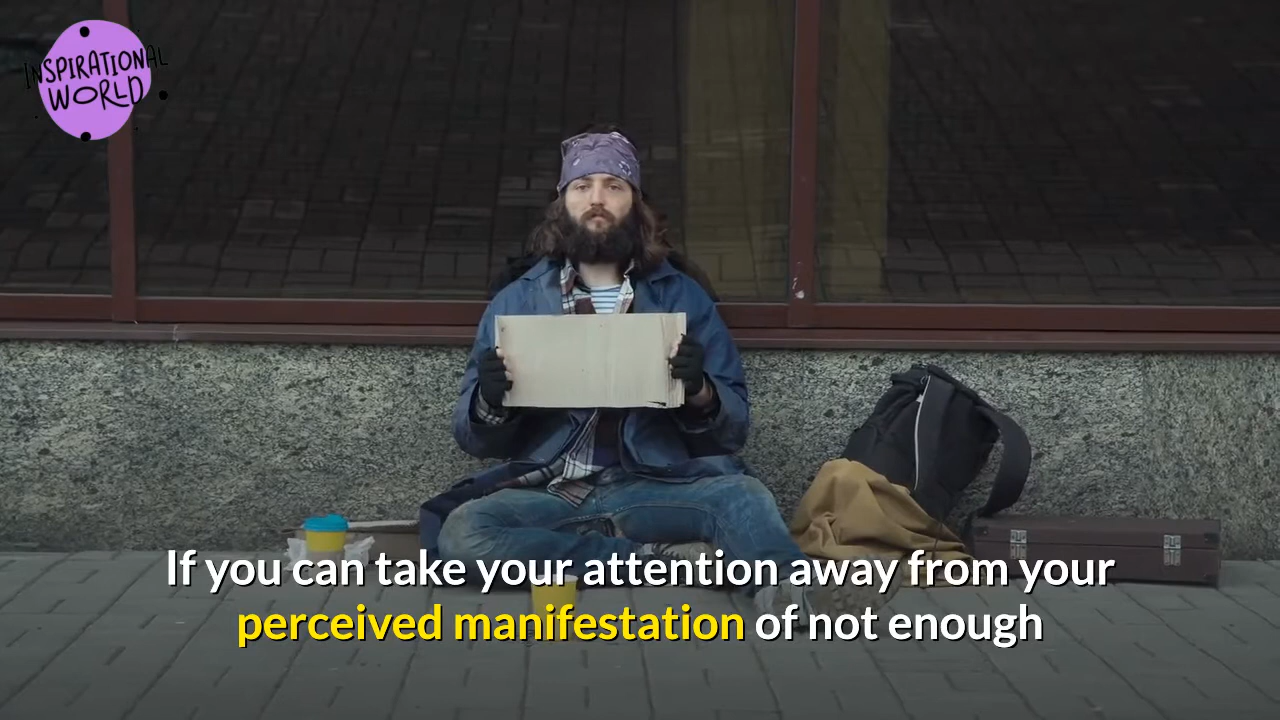 INSPIRATIONAL
WORLD
If you can take your attention away from your
perceived manifestation of not enough